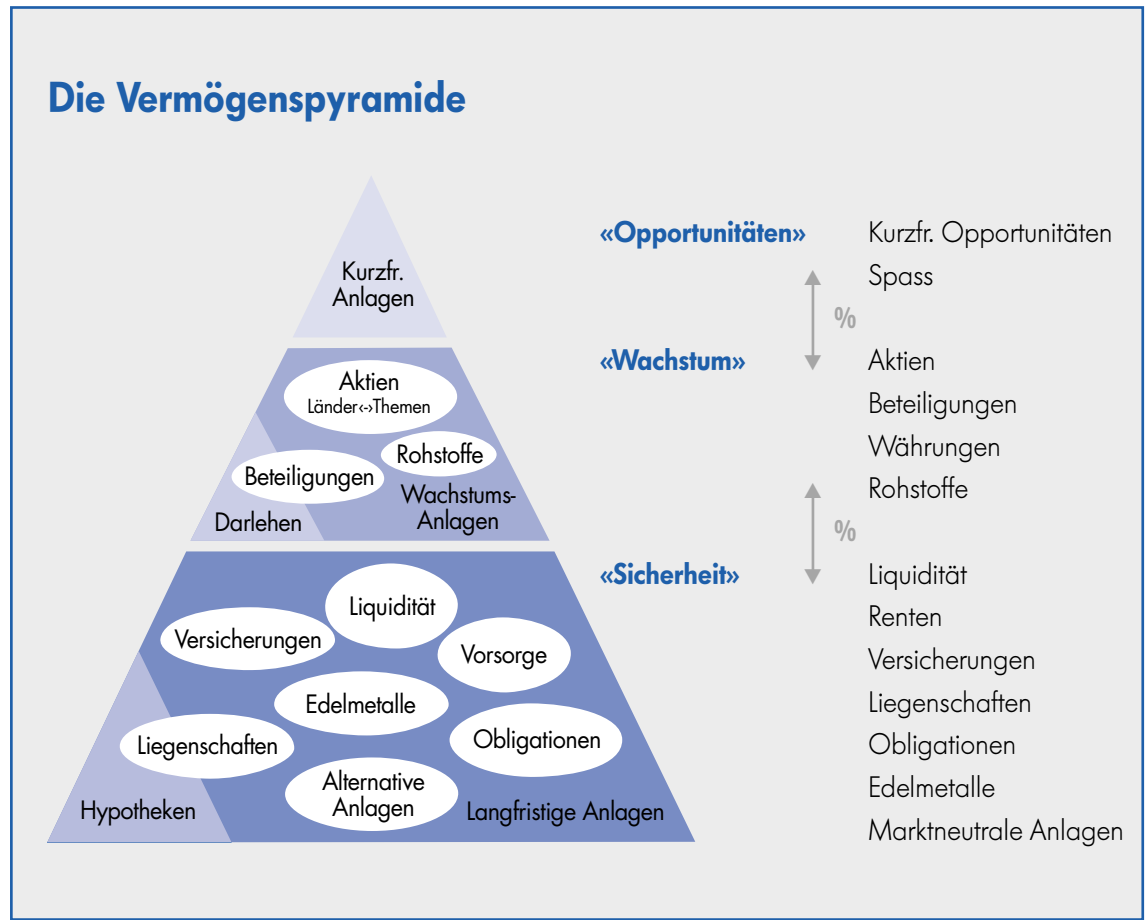 Die Vermögenspyramide
Kurzfr.
Anlagen
Aktien
Länder<->Themen
Rohstoffe
Beteiligungen
Wachstums-
Anlagen
Darlehen
Liquidität
Versicherungen
Vorsorge
Edelmetalle
Obligationen
Liegenschaften
Alternative
Anlagen
Hypotheken
Langfristige Anlagen
«Opportunitäten»
Kurzfr. Opportunitäten
Spass
%
«Wachstum»
Aktien
Beteiligungen
Währungen
Rohstoffe
%
«Sicherheit»
Liquidität
Renten
Versicherungen
Liegenschaften
Obligationen
Edelmetalle
Marktneutrale Anlagen